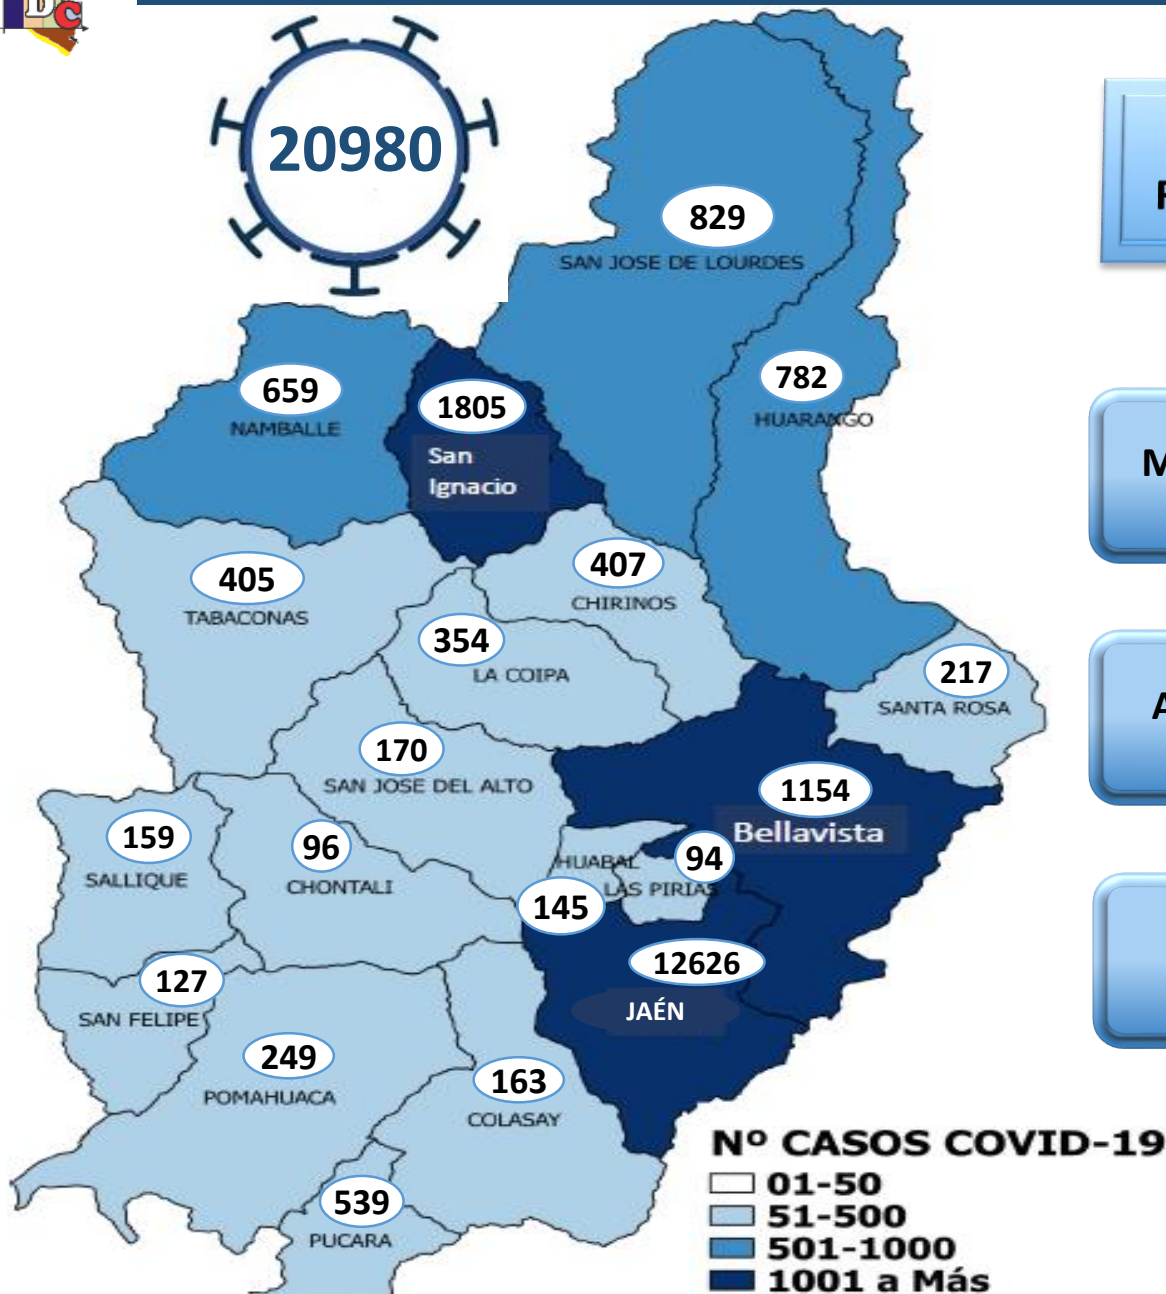 DC
20980
829
SAN JOSE DE LOURDES
782
HUARANGO
659
NAMBALLE
1805
San
Ignacio
405
TABACONAS
407
CHIRINOS
354
LA COIPA
217
SANTA ROSA
170
SAN JOSE DEL ALTO
1154
Bellavista
159
SALLIQUE
96
CHONTALI
HUABAL
94
LAS PIRIAS
145
12626
JAÉN
127
SAN FELIPE
249
POMAHUACA
163
COLASAY
539
PUCARA
Nº CASOS COVID-19
01-50
51-500
501-1000
1001 a Más
M
A